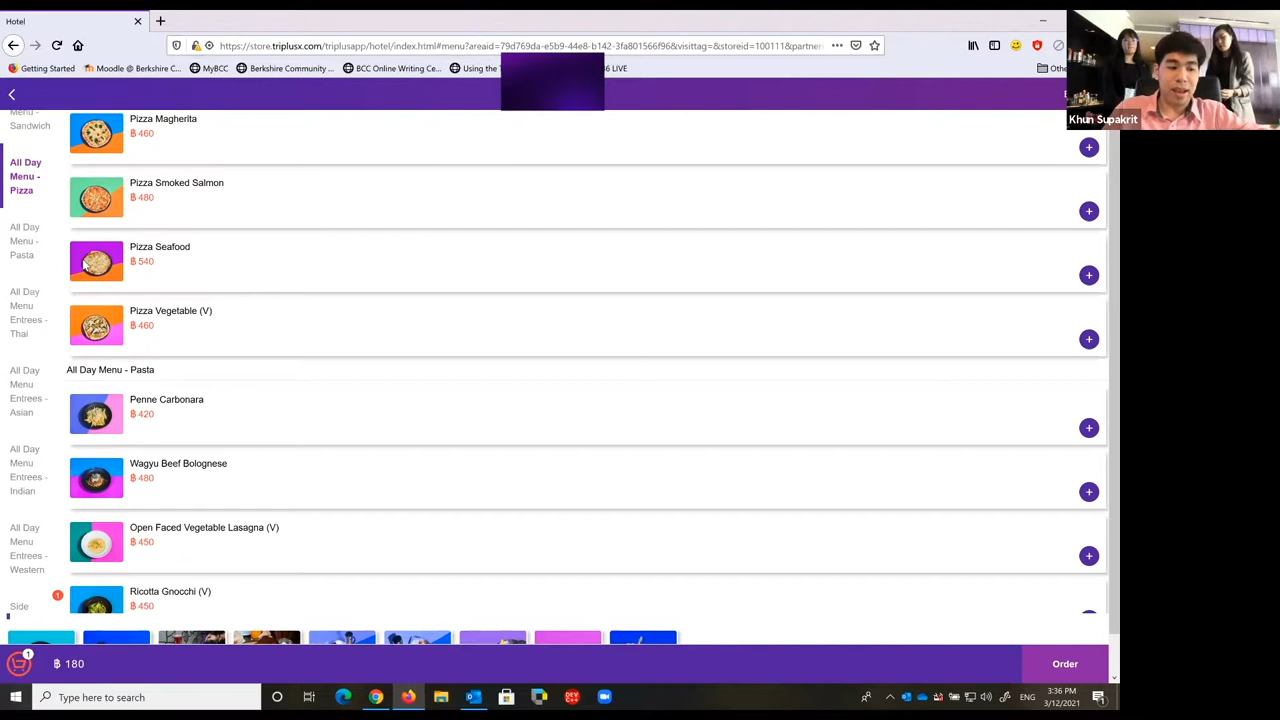 Hotel
https://store.triplusx.com/triplusapp/hotel/index.html#menu?areaid=79d769da-e5b9-44e8-b142-3fa801566f96&visittag=&storeid=100111&partner
Getting Started
Moodle @ Berkshire C...
MyBCC
Berkshire Community ...
BCC Online Writing Ce...
Using the
LIVE
Khun Supakrit
Menu -
Sandwich
All Day
Menu -
Pizza
All Day
Menu -
Pasta
All Day
Menu
Entrees -
Thai
All Day
Menu
Entrees -
Asian
All Day
Menu
Entrees -
Indian
All Day
Menu
Entrees -
Western
Side
1
Pizza Magherita
฿ 460
Pizza Smoked Salmon
฿ 480
Pizza Seafood
฿ 540
Pizza Vegetable (V)
฿ 460
All Day Menu - Pasta
Penne Carbonara
฿ 420
Wagyu Beef Bolognese
฿ 480
Open Faced Vegetable Lasagna (V)
฿ 450
Ricotta Gnocchi (V)
฿ 450
1
฿ 180
Order
Type here to search
DEV
C++
ENG
3:36 PM
3/12/2021
1